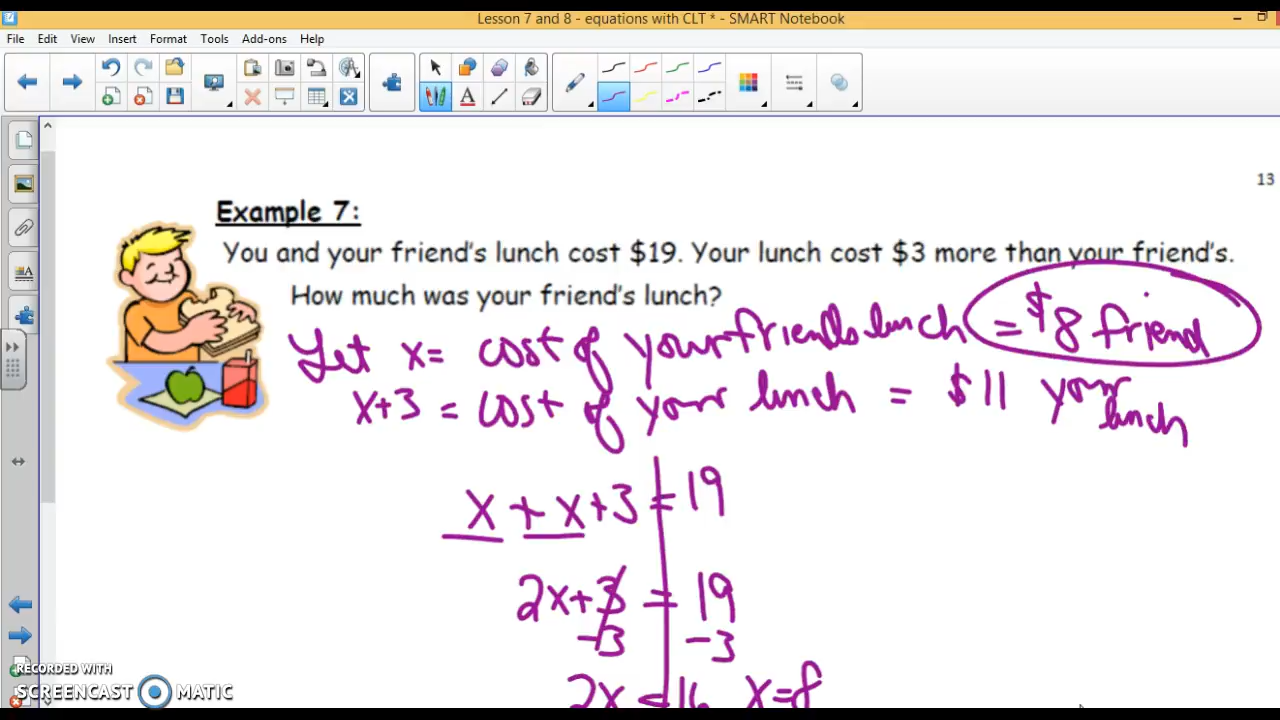 Lesson 7 and 8 - equations with CLT * - SMART Notebook
File Edit View Insert Format Tools Add-ons Help
13
Example 7:
You and your friend's lunch cost $19. Your lunch cost $3 more than your friend's.
How much was your friend's lunch?
Let x= cost of your friends lunch = $8 friend
x+3 = cost of your lunch = $11 your
lunch
x + x+3 = 19
2x+3 = 19
-3 -3
2x = 16 x=8
RECORDED WITH
SCREENCAST MATIC